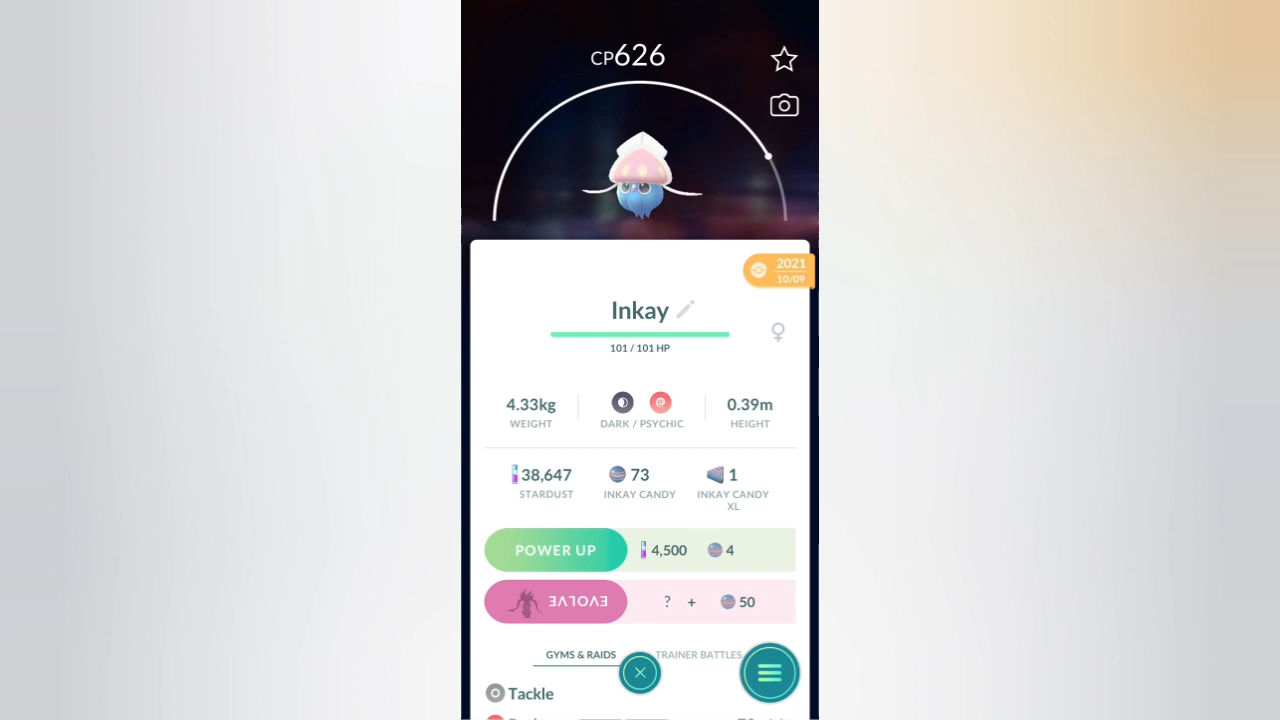 CP626
2021
10/09
Inkay
101 / 101 HP
4.33kg
WEIGHT
DARK / PSYCHIC
0.39m
HEIGHT
38,647
STARDUST
73
INKAY CANDY
1
INKAY CANDY
XL
POWER UP
4,500
4
EVOLVE
? + 50
GYMS & RAIDS
TRAINER BATTLES
Tackle